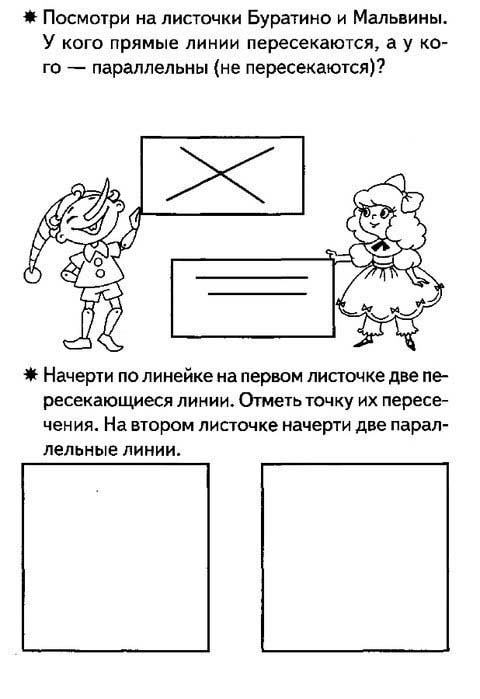 ✷ Посмотри на листочки Буратино и Мальвины.
У кого прямые линии пересекаются, а у ко-
го — параллельны (не пересекаются)?
✷ Начерти по линейке на первом листочке две пе-
ресекающиеся линии. Отметь точку их пересе-
чения. На втором листочке начерти две парал-
лельные линии.